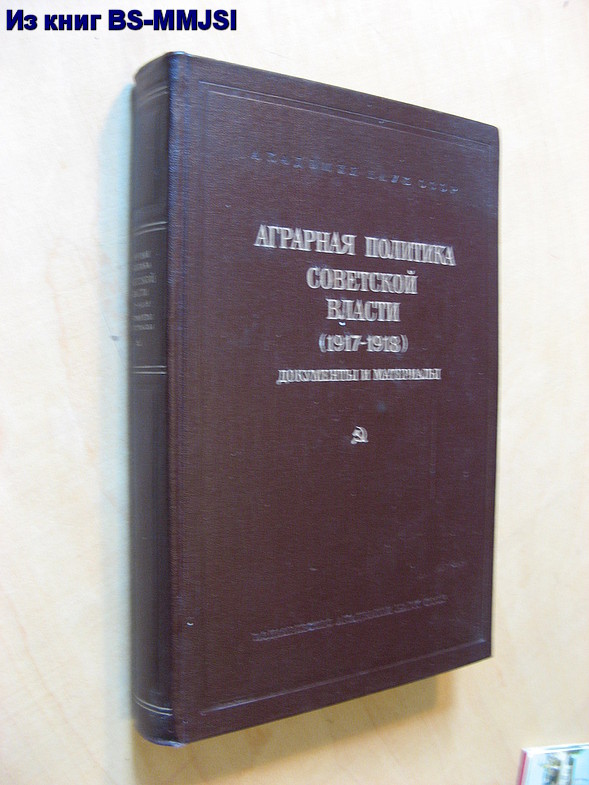 Из книг BS-MMJSI
АКАДЕМИЯ НАУК СССР
АГРАРНАЯ ПОЛИТИКА
СОВЕТСКОЙ
ВЛАСТИ
(1917-1918)
ДОКУМЕНТЫ И МАТЕРИАЛЫ
ИЗДАТЕЛЬСТВО АКАДЕМИИ НАУК СССР